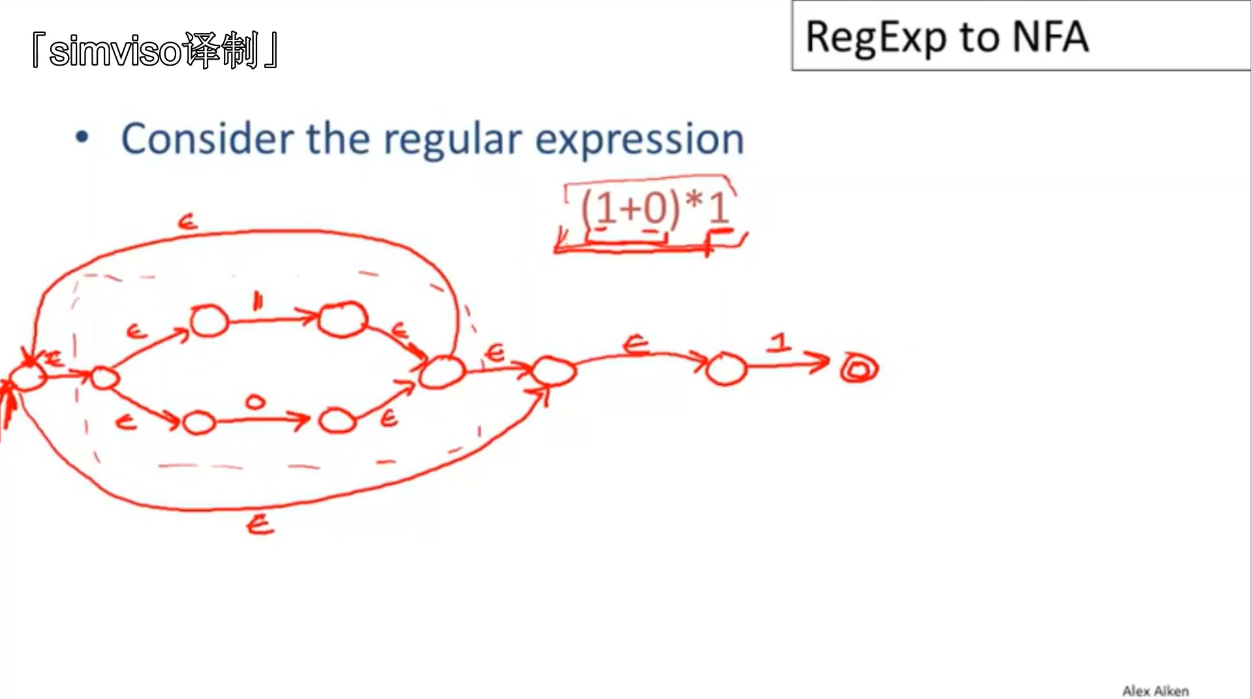 「simviso译制」
RegExp to NFA
• Consider the regular expression
(1+0)*1
ε
ε 1 ε
ε ε ε 1
ε 0 ε
ε
Alex Aiken